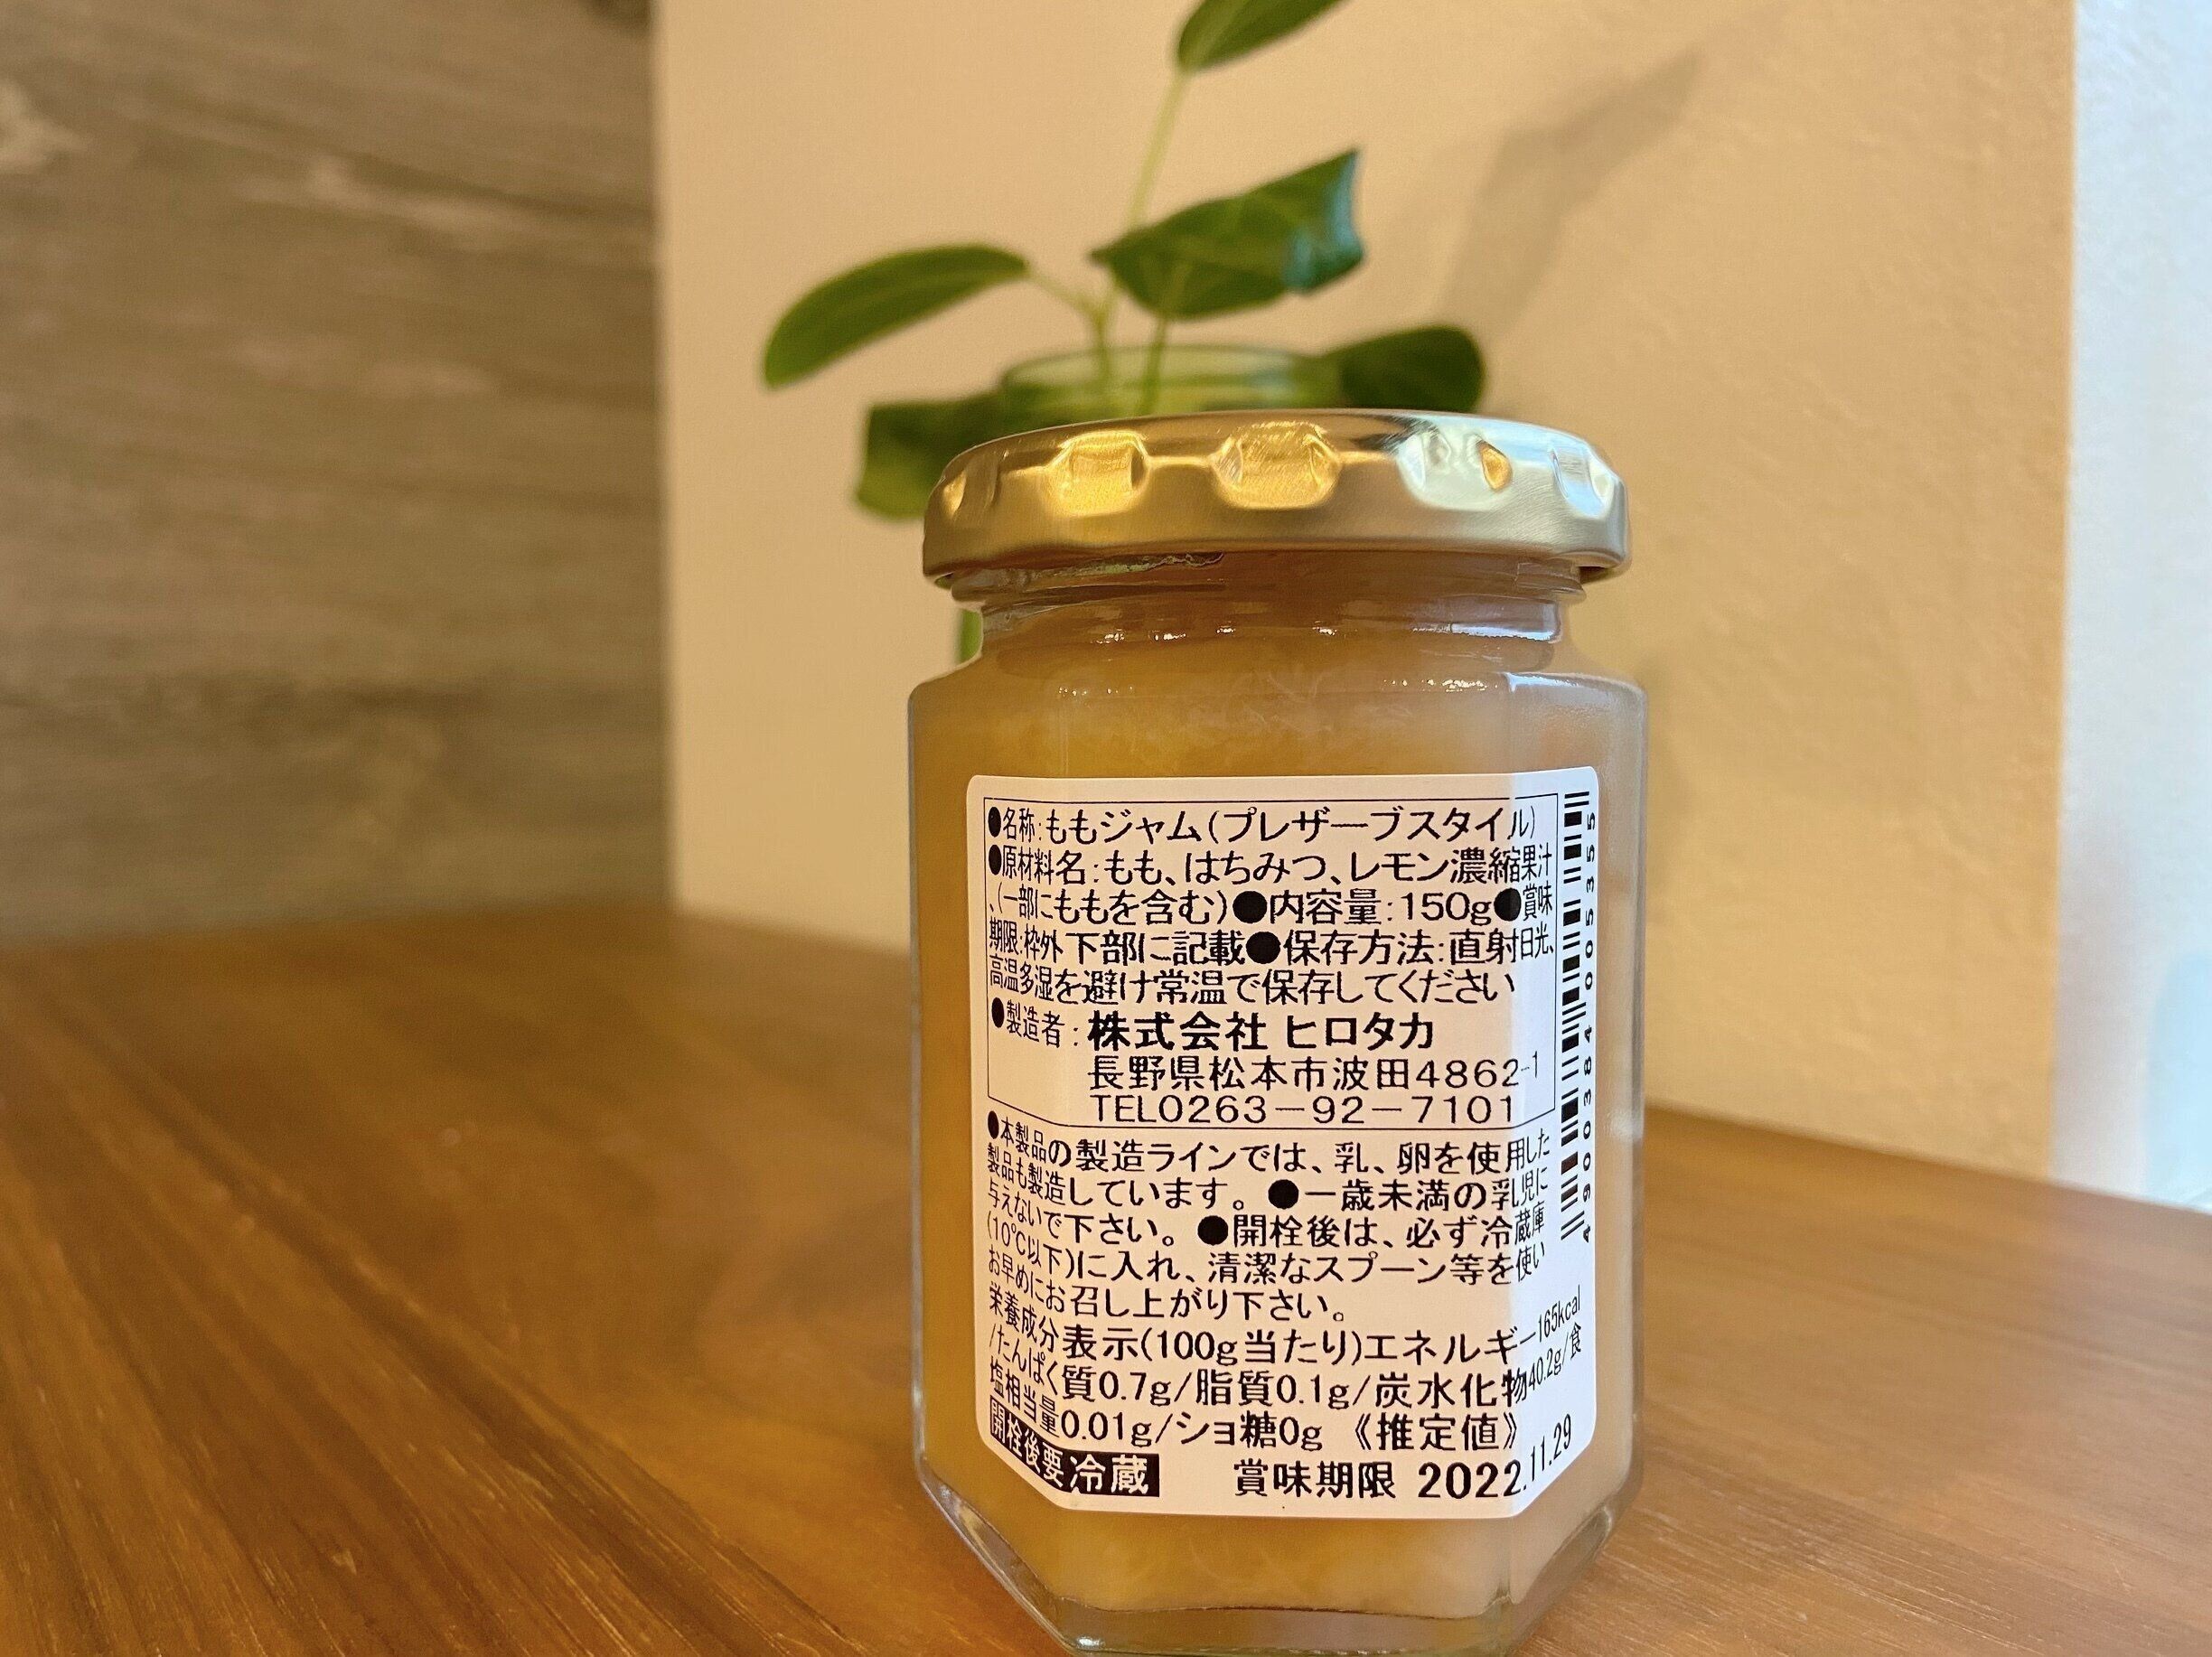 ●名称:ももジャム(プレザーブスタイル)
●原材料名:もも、はちみつ、レモン濃縮果汁
、(一部にももを含む)●内容量:150g●賞味
期限:枠外下部に記載●保存方法:直射日光、
高温多湿を避け常温で保存してください
●製造者:株式会社 ヒロタカ
長野県松本市波田4862-1
TEL0263-92-7101
●本製品の製造ラインでは、乳、卵を使用した
製品も製造しています。●一歳未満の乳児に
与えないで下さい。●開栓後は、必ず冷蔵庫
(10℃以下)に入れ、清潔なスプーン等を使い
お早めにお召し上がり下さい。
栄養成分表示(100g当たり)エネルギー165kcal
/たんぱく質0.7g/脂質0.1g/炭水化物40.2g/食
塩相当量0.01g/ショ糖0g 《推定値》
開栓後要冷蔵 賞味期限 2022.11.29
4900384005355